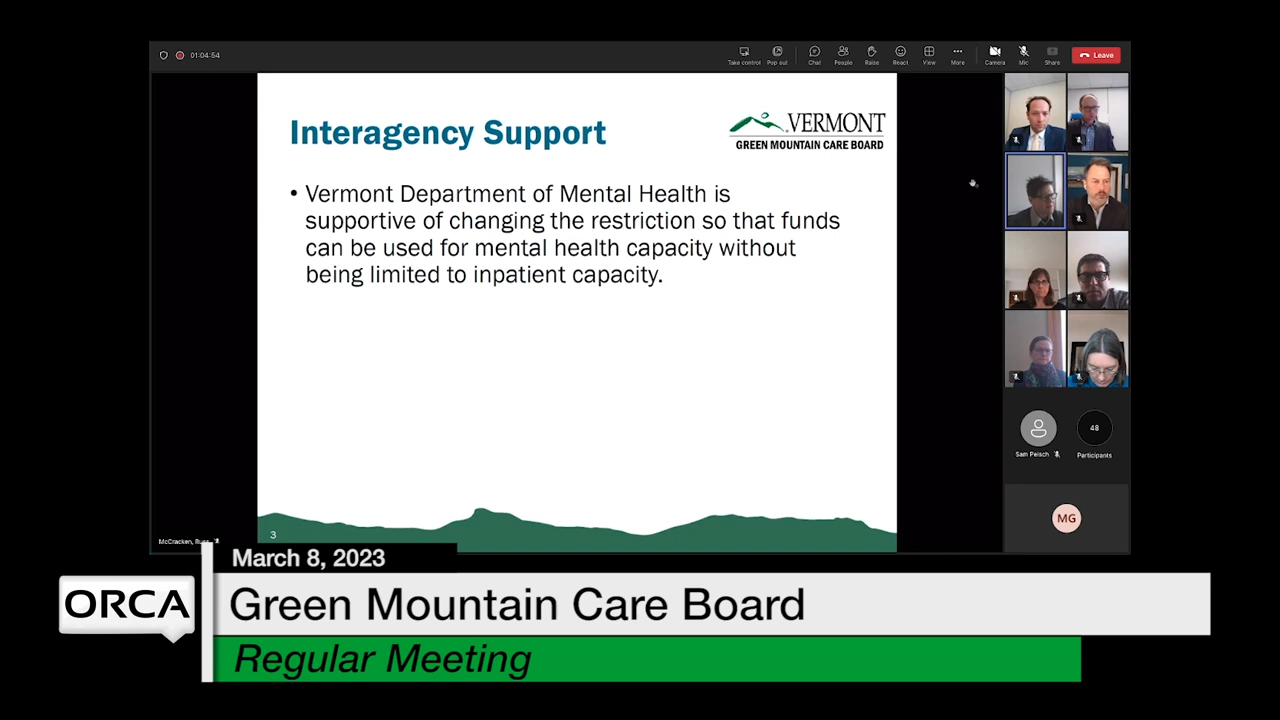 01:04:54
Take control
Pop out
Chat
People
Raise
React
View
More
Camera
Mic
Share
Leave
Interagency Support
VERMONT
GREEN MOUNTAIN CARE BOARD
• Vermont Department of Mental Health is
supportive of changing the restriction so that funds
can be used for mental health capacity without
being limited to inpatient capacity.
3
Sam Peisch
48
Participants
MG
McCracken, Russ
March 8, 2023
ORCA
Green Mountain Care Board
Regular Meeting